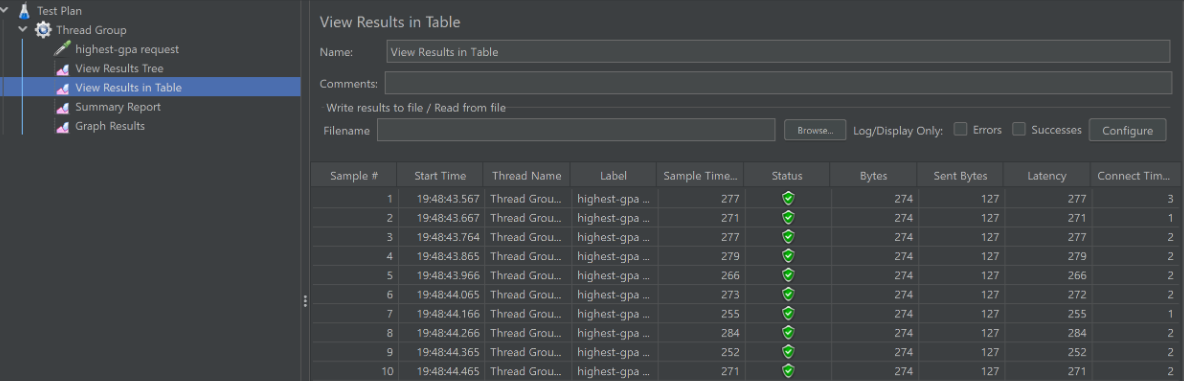 Test Plan
Thread Group
highest-gpa request
View Results Tree
View Results in Table
Summary Report
Graph Results
View Results in Table
Name: View Results in Table
Comments:
Write results to file / Read from file
Filename Browse... Log/Display Only: Errors Successes Configure
Sample # Start Time Thread Name Label Sample Time... Status Bytes Sent Bytes Latency Connect Tim...
1 19:48:43.567 Thread Grou... highest-gpa ... 277 274 127 277 3
2 19:48:43.667 Thread Grou... highest-gpa ... 271 274 127 271 1
3 19:48:43.764 Thread Grou... highest-gpa ... 277 274 127 277 2
4 19:48:43.865 Thread Grou... highest-gpa ... 279 274 127 279 2
5 19:48:43.966 Thread Grou... highest-gpa ... 266 274 127 266 2
6 19:48:44.065 Thread Grou... highest-gpa ... 273 274 127 272 2
7 19:48:44.166 Thread Grou... highest-gpa ... 255 274 127 255 1
8 19:48:44.266 Thread Grou... highest-gpa ... 284 274 127 284 2
9 19:48:44.365 Thread Grou... highest-gpa ... 252 274 127 252 2
10 19:48:44.465 Thread Grou... highest-gpa ... 271 274 127 271 2